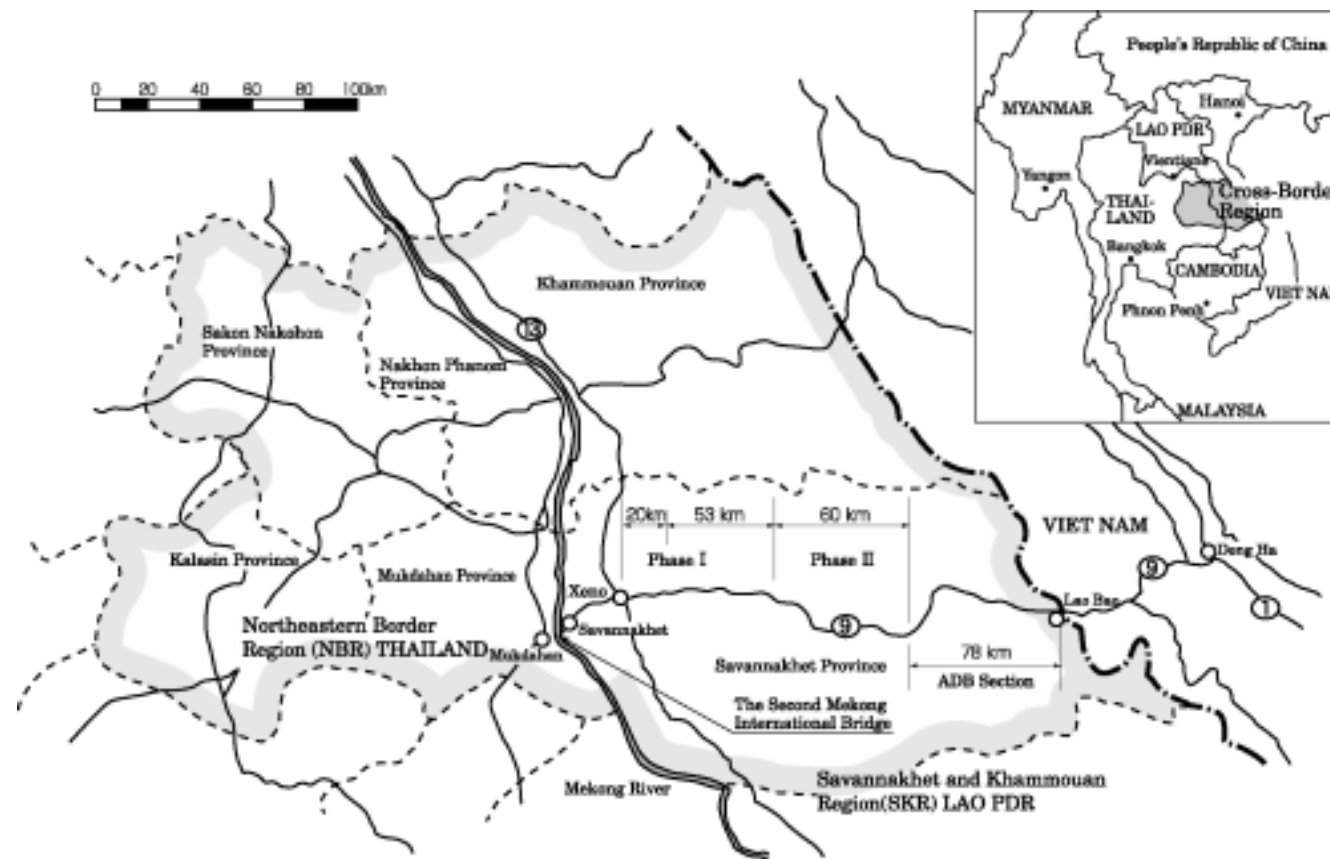 0 20 40 60 80 100km
People's Republic of China
MYANMAR
Hanoi
LAO PDR
Vientiane
Yangon
Cross-Border
Region
THAI-
LAND
Bangkok
CAMBODIA
VIET NA
Phnon Penh
MALAYSIA
Khammouan Province
13
Sakon Nakohon
Province
Nakhon Phanom
Province
20km
53 km
60 km
VIET NAM
Phase I
Phase II
Dong Ha
9
Kalasin Province
Mukdahan Province
Xeno
Lao Bao
1
Northeastern Border
Region (NBR) THAILAND
Savannakhet
9
Mukdahan
Savannakhet Province
78 km
ADB Section
The Second Mekong
International Bridge
Mekong River
Savannakhet and Khammouan
Region(SKR) LAO PDR